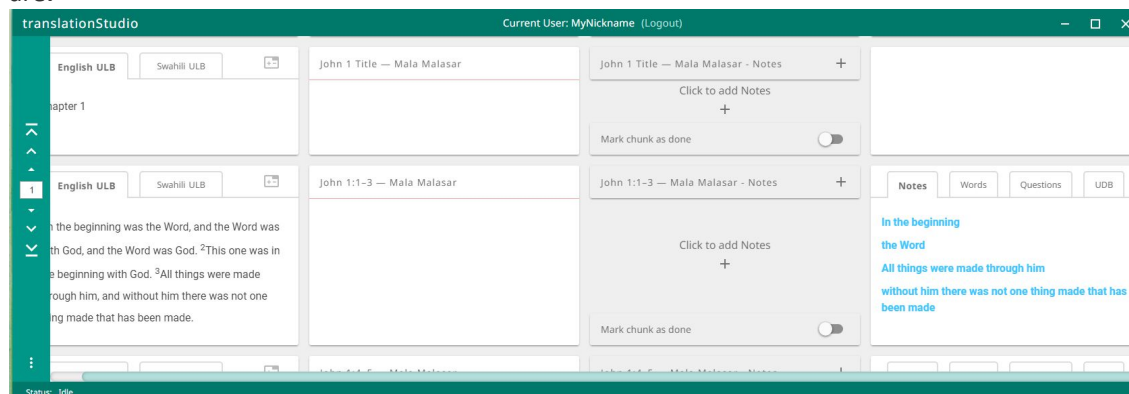 are.
translationStudio
Current User: MyNickname (Logout)
English ULB
Swahili ULB
John 1 Title — Mala Malasar
John 1 Title — Mala Malasar - Notes +
hapter 1
Click to add Notes
+
Mark chunk as done
1
English ULB
Swahili ULB
John 1:1–3 — Mala Malasar
John 1:1–3 — Mala Malasar - Notes +
Notes
Words
Questions
UDB
n the beginning was the Word, and the Word was
th God, and the Word was God. ²This one was in
e beginning with God. ³All things were made
rough him, and without him there was not one
ing made that has been made.
Click to add Notes
+
Mark chunk as done
In the beginning
the Word
All things were made through him
without him there was not one thing made that has
been made
Status: Idle